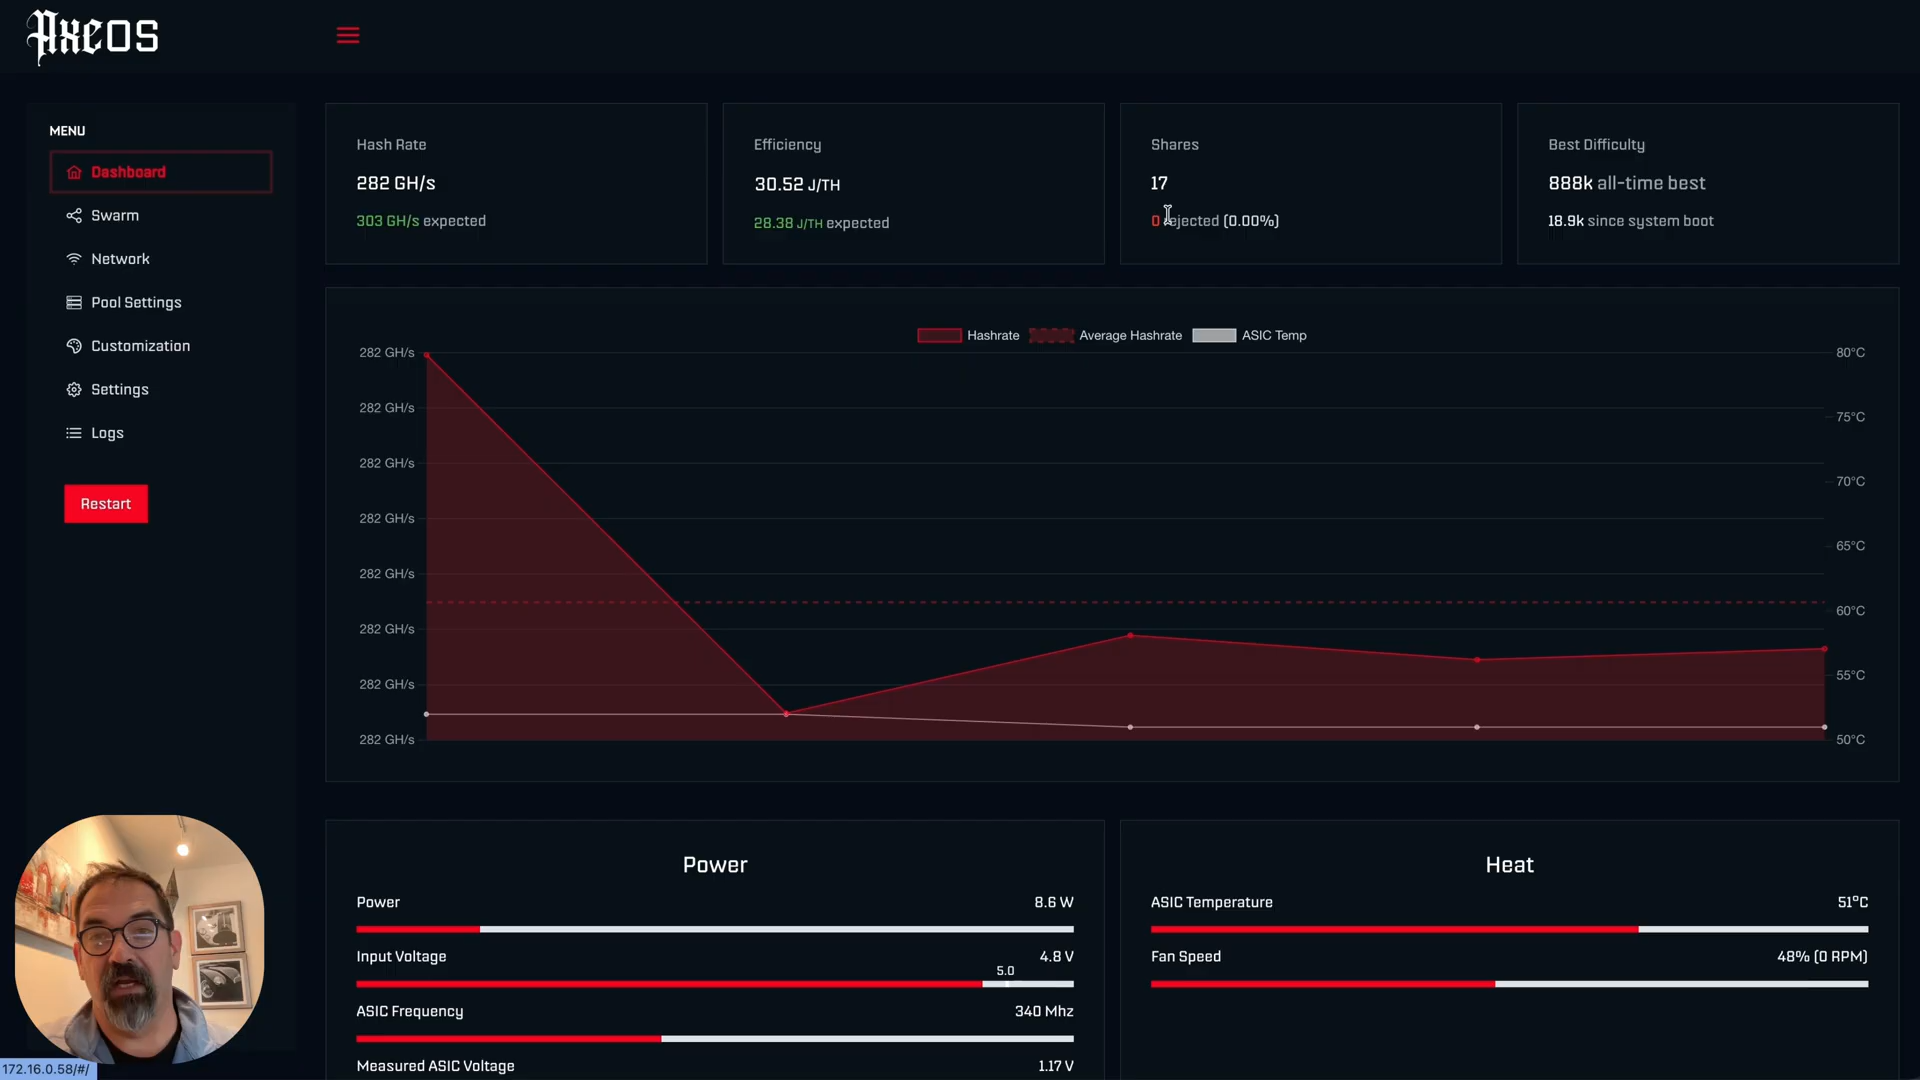 AxeOS
MENU
Dashboard
Swarm
Network
Pool Settings
Customization
Settings
Logs
Restart
Hash Rate
282 GH/s
303 GH/s expected
Efficiency
30.52 J/TH
28.38 J/TH expected
Shares
17
0 rejected (0.00%)
Best Difficulty
888k all-time best
18.9k since system boot
Hashrate Average Hashrate ASIC Temp
282 GH/s 80°C
282 GH/s 75°C
282 GH/s 70°C
282 GH/s 65°C
282 GH/s 60°C
282 GH/s 55°C
282 GH/s 50°C
282 GH/s
Power
Power 8.6 W
Input Voltage 4.8 V
5.0
ASIC Frequency 340 Mhz
Measured ASIC Voltage 1.17 V
Heat
ASIC Temperature 51°C
Fan Speed 48% (0 RPM)
172.16.0.58/#/